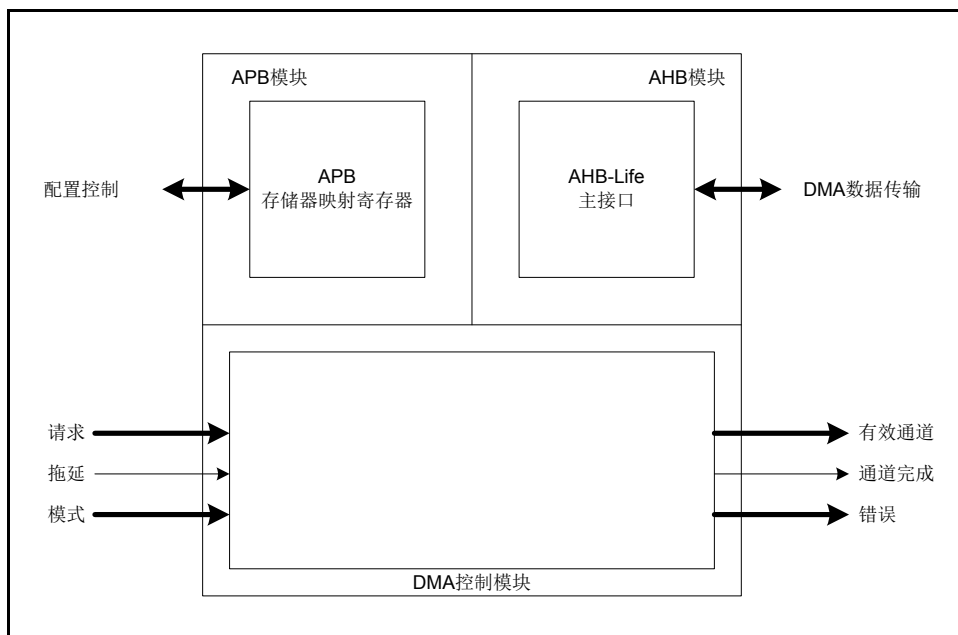 APB模块
AHB模块
配置控制
APB
存储器映射寄存器
AHB-Life
主接口
DMA数据传输
请求
有效通道
拖延
通道完成
模式
错误
DMA控制模块